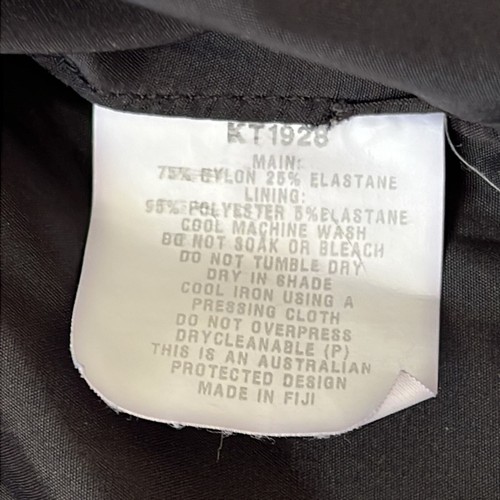 KT1928
MAIN:
75% NYLON 25% ELASTANE
LINING:
95% POLYESTER 5% ELASTANE
COOL MACHINE WASH
DO NOT SOAK OR BLEACH
DO NOT TUMBLE DRY
DRY IN SHADE
COOL IRON USING A
PRESSING CLOTH
DO NOT OVERPRESS
DRYCLEANABLE (P)
THIS IS AN AUSTRALIAN
PROTECTED DESIGN
MADE IN FIJI